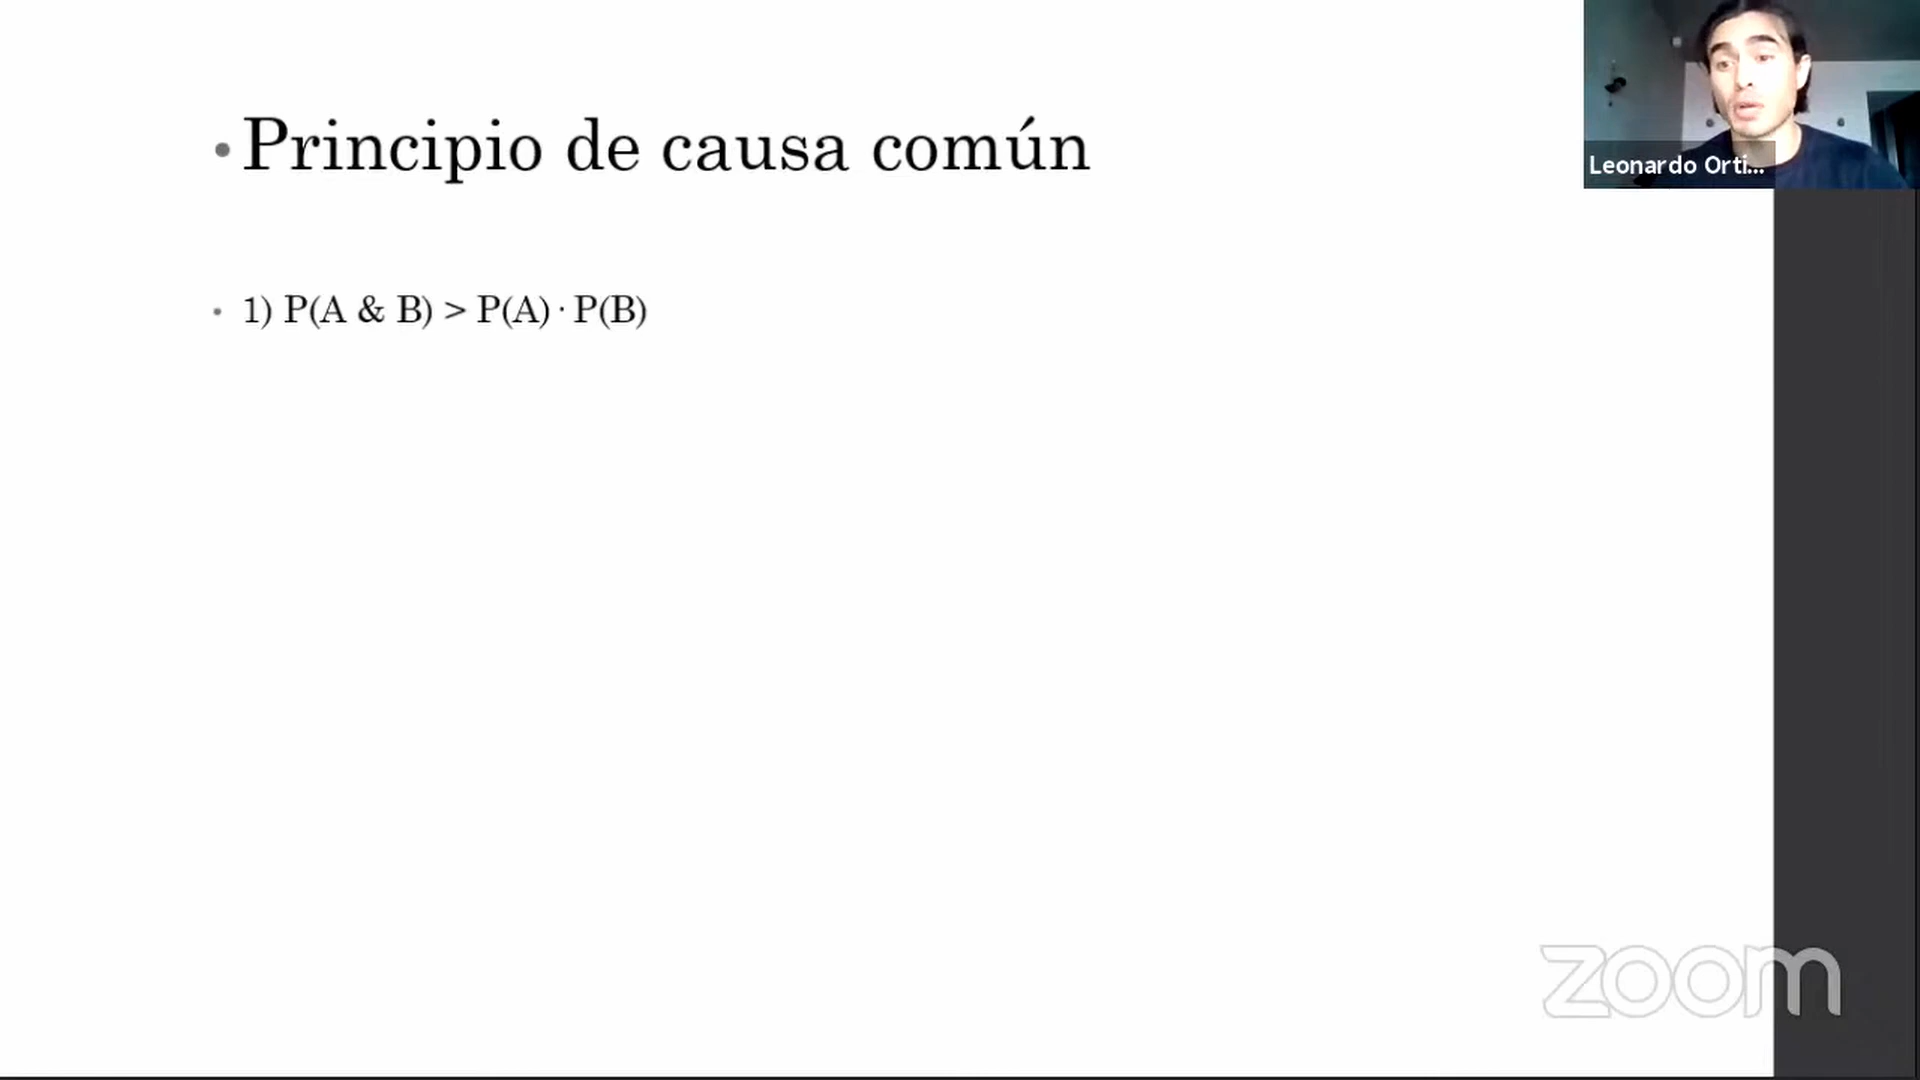 • Principio de causa común
Leonardo Orti...
• 1) P(A & B) > P(A) · P(B)
zoom